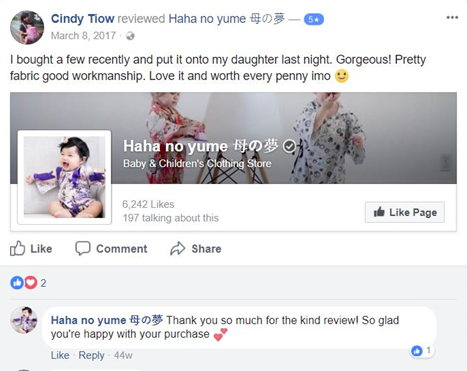 Cindy Tiow reviewed Haha no yume 母の夢 — 5★
March 8, 2017 ·
I bought a few recently and put it onto my daughter last night. Gorgeous! Pretty
fabric good workmanship. Love it and worth every penny imo
Haha no yume 母の夢
Baby & Children's Clothing Store
6,242 Likes
197 talking about this
Like Page
Like Comment Share
2
Haha no yume 母の夢 Thank you so much for the kind review! So glad
you're happy with your purchase
Like · Reply · 44w
1